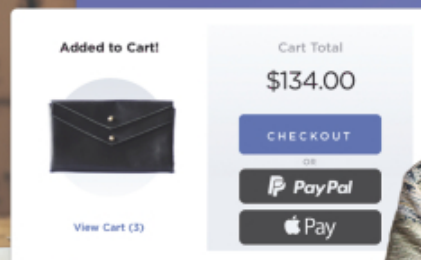 Added to Cart!
View Cart (3)
Cart Total
$134.00
CHECKOUT
OR
PayPal
Pay